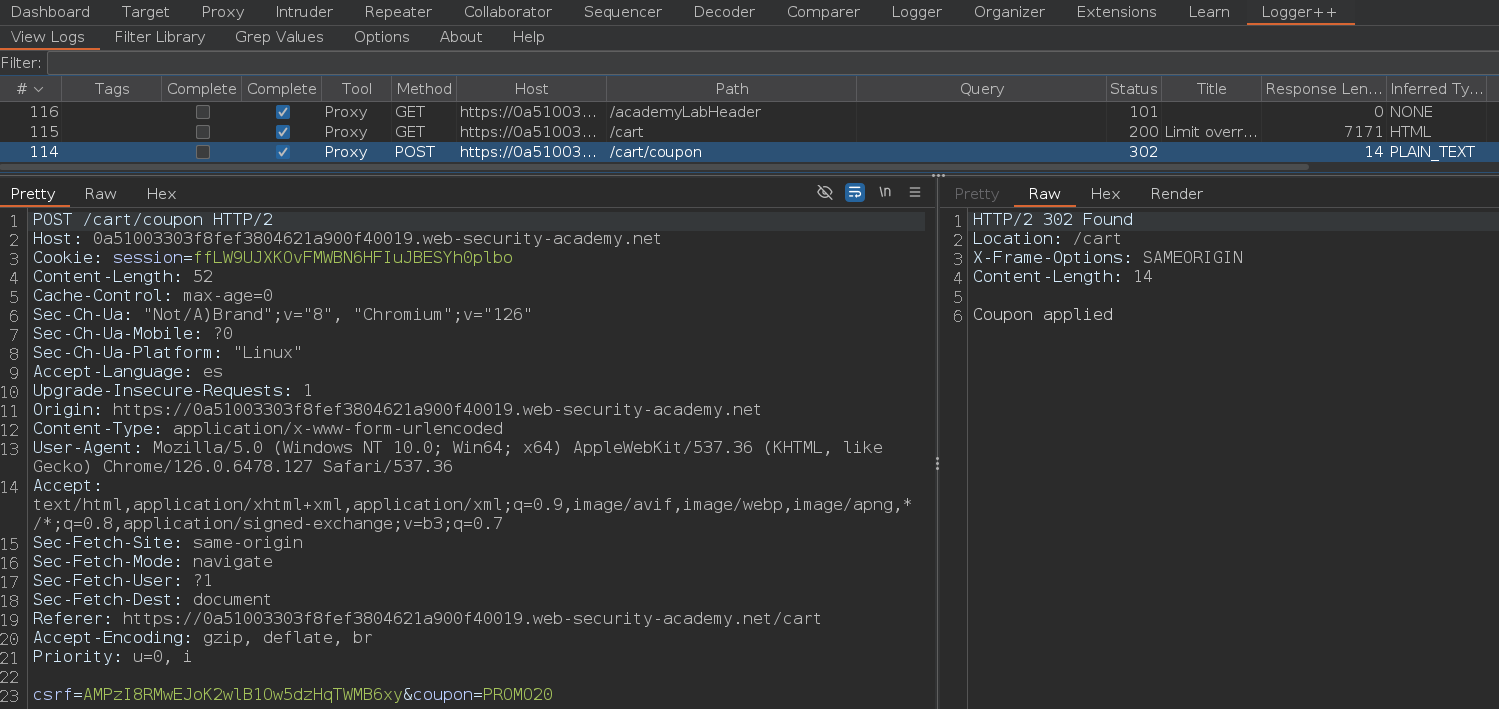 Dashboard Target Proxy Intruder Repeater Collaborator Sequencer Decoder Comparer Logger Organizer Extensions Learn Logger++
View Logs Filter Library Grep Values Options About Help
Filter:
# Tags Complete Complete Tool Method Host Path Query Status Title Response Len... Inferred Ty...
116 Proxy GET https://0a51003... /academyLabHeader 101 0 NONE
115 Proxy GET https://0a51003... /cart 200 Limit overr... 7171 HTML
114 Proxy POST https://0a51003... /cart/coupon 302 14 PLAIN_TEXT
Pretty Raw Hex \n
1 POST /cart/coupon HTTP/2
2 Host: 0a51003303f8fef3804621a900f40019.web-security-academy.net
3 Cookie: session=ffLW9UJXKOvFMWBN6HFIuJBESYh0plbo
4 Content-Length: 52
5 Cache-Control: max-age=0
6 Sec-Ch-Ua: "Not/A)Brand";v="8", "Chromium";v="126"
7 Sec-Ch-Ua-Mobile: ?0
8 Sec-Ch-Ua-Platform: "Linux"
9 Accept-Language: es
10 Upgrade-Insecure-Requests: 1
11 Origin: https://0a51003303f8fef3804621a900f40019.web-security-academy.net
12 Content-Type: application/x-www-form-urlencoded
13 User-Agent: Mozilla/5.0 (Windows NT 10.0; Win64; x64) AppleWebKit/537.36 (KHTML, like
Gecko) Chrome/126.0.6478.127 Safari/537.36
14 Accept:
text/html,application/xhtml+xml,application/xml;q=0.9,image/avif,image/webp,image/apng,*
/*;q=0.8,application/signed-exchange;v=b3;q=0.7
15 Sec-Fetch-Site: same-origin
16 Sec-Fetch-Mode: navigate
17 Sec-Fetch-User: ?1
18 Sec-Fetch-Dest: document
19 Referer: https://0a51003303f8fef3804621a900f40019.web-security-academy.net/cart
20 Accept-Encoding: gzip, deflate, br
21 Priority: u=0, i
22
23 csrf=AMPzI8RMwEJoK2wlB1Ow5dzHqTWMB6xy&coupon=PROMO20
Pretty Raw Hex Render
1 HTTP/2 302 Found
2 Location: /cart
3 X-Frame-Options: SAMEORIGIN
4 Content-Length: 14
5
6 Coupon applied